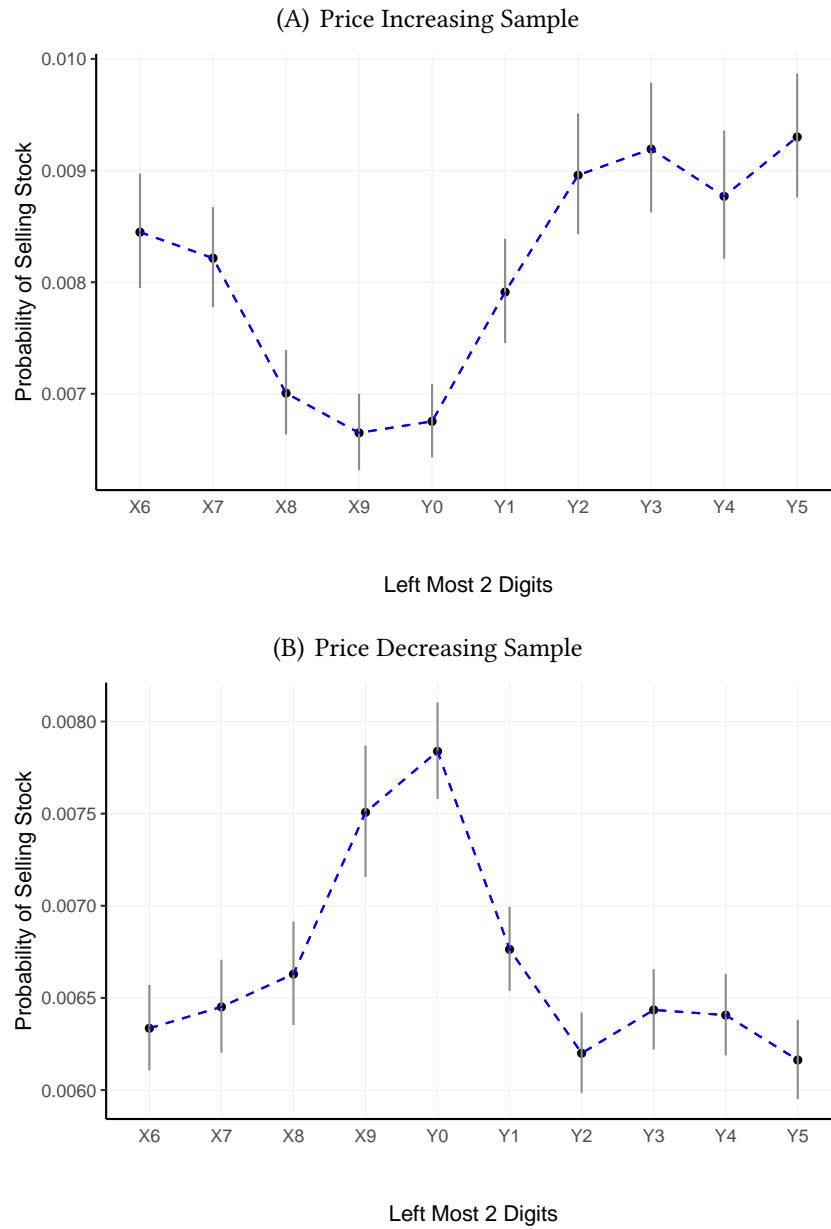 (A) Price Increasing Sample
Probability of Selling Stock
0.010
0.009
0.008
0.007
X6 X7 X8 X9 Y0 Y1 Y2 Y3 Y4 Y5
Left Most 2 Digits
(B) Price Decreasing Sample
Probability of Selling Stock
0.0080
0.0075
0.0070
0.0065
0.0060
X6 X7 X8 X9 Y0 Y1 Y2 Y3 Y4 Y5
Left Most 2 Digits